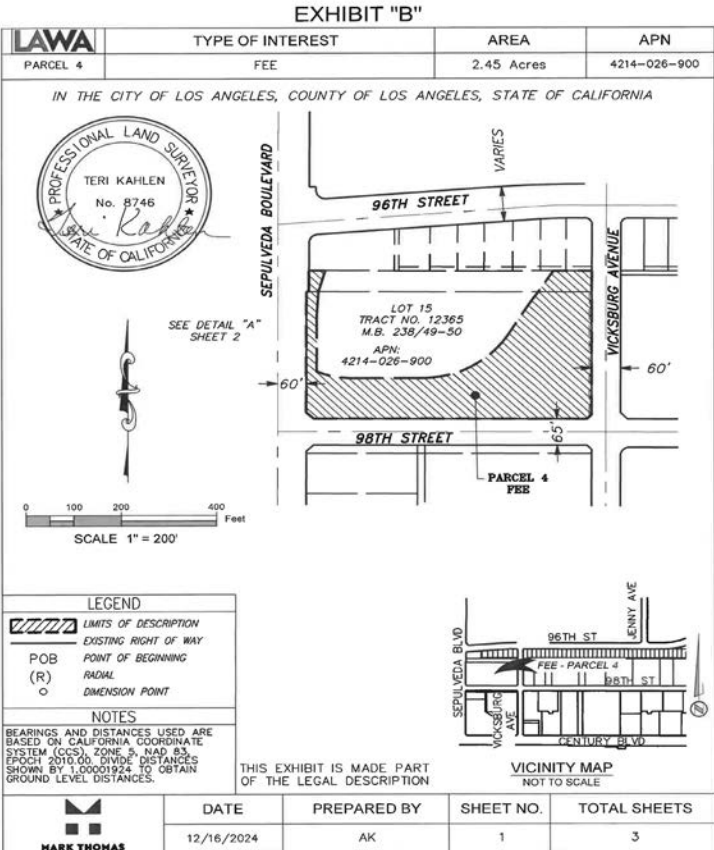 EXHIBIT "B"
LAWA
TYPE OF INTEREST
AREA
APN
PARCEL 4
FEE
2.45 Acres
4214-026-900
IN THE CITY OF LOS ANGELES, COUNTY OF LOS ANGELES, STATE OF CALIFORNIA
PROFESSIONAL LAND SURVEYOR
TERI KAHLEN
No. 8746
Teri Kahlen
STATE OF CALIFORNIA
SEPULVEDA BOULEVARD
VARIES
96TH STREET
VICKSBURG AVENUE
LOT 15
TRACT NO. 12365
M.B. 238/49-50
APN:
4214-026-900
SEE DETAIL "A"
SHEET 2
60'
60'
98TH STREET
65'
PARCEL 4
FEE
0 100 200 400
Feet
SCALE 1" = 200'
LEGEND
LIMITS OF DESCRIPTION
EXISTING RIGHT OF WAY
POB POINT OF BEGINNING
(R) RADIAL
DIMENSION POINT
NOTES
BEARINGS AND DISTANCES USED ARE
BASED ON CALIFORNIA COORDINATE
SYSTEM (CCS), ZONE 5, NAD 83,
EPOCH 2010.00. DIVIDE DISTANCES
SHOWN BY 1.00001924 TO OBTAIN
GROUND LEVEL DISTANCES.
THIS EXHIBIT IS MADE PART
OF THE LEGAL DESCRIPTION
SEPULVEDA BLVD
96TH ST
JENNY AVE
FEE - PARCEL 4
98TH ST
VICKSBURG
AVE
CENTURY BLVD
VICINITY MAP
NOT TO SCALE
MARK THOMAS
DATE
PREPARED BY
SHEET NO.
TOTAL SHEETS
12/16/2024
AK
1
3